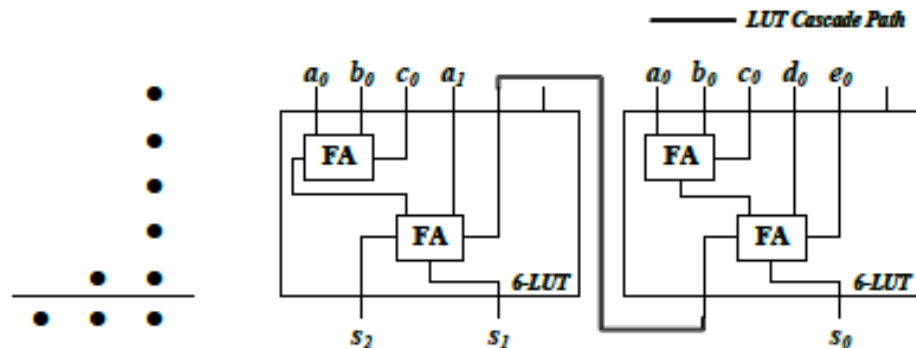 LUT Cascade Path
a₀ b₀ c₀ a₁ a₀ b₀ c₀ d₀ e₀
FA FA
FA FA
6-LUT 6-LUT
s₂ s₁ s₀